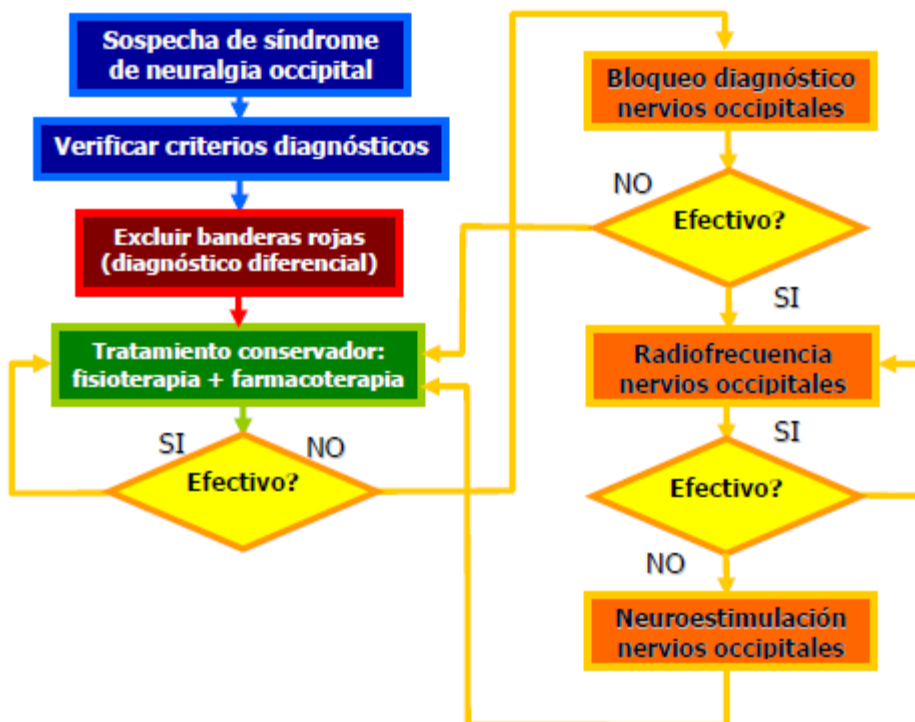 Sospecha de síndrome
de neuralgia occipital
Verificar criterios diagnósticos
Excluir banderas rojas
(diagnóstico diferencial)
Tratamiento conservador:
fisioterapia + farmacoterapia
SI
NO
Efectivo?
Bloqueo diagnóstico
nervios occipitales
NO
Efectivo?
SI
Radiofrecuencia
nervios occipitales
SI
Efectivo?
NO
Neuroestimulación
nervios occipitales